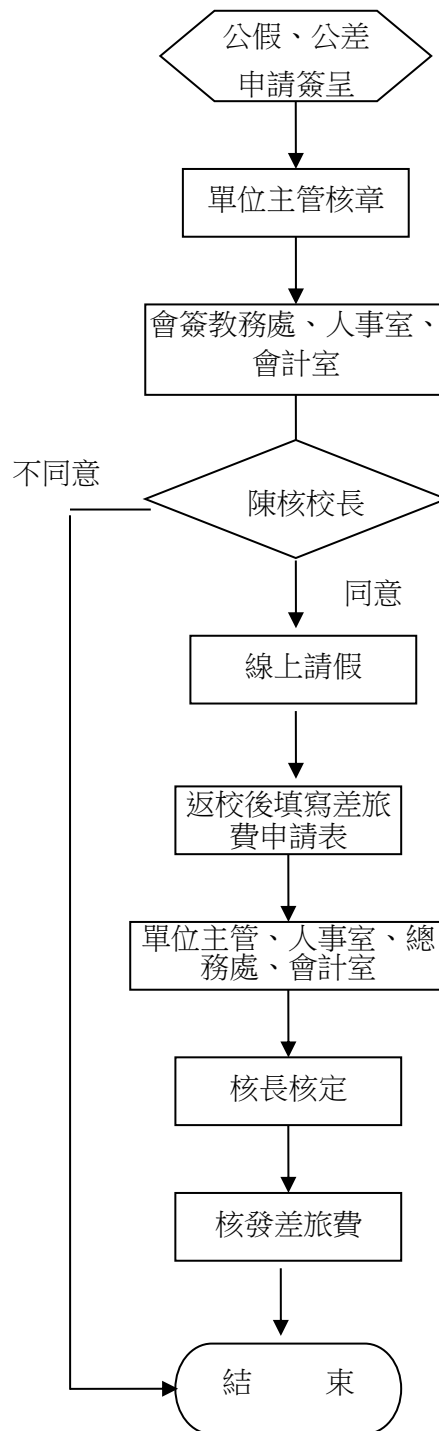 公假、公差
申請簽呈
單位主管核章
會簽教務處、人事室、
會計室
不同意
陳核校長
同意
線上請假
返校後填寫差旅
費申請表
單位主管、人事室、總
務處、會計室
核長核定
核發差旅費
結 束